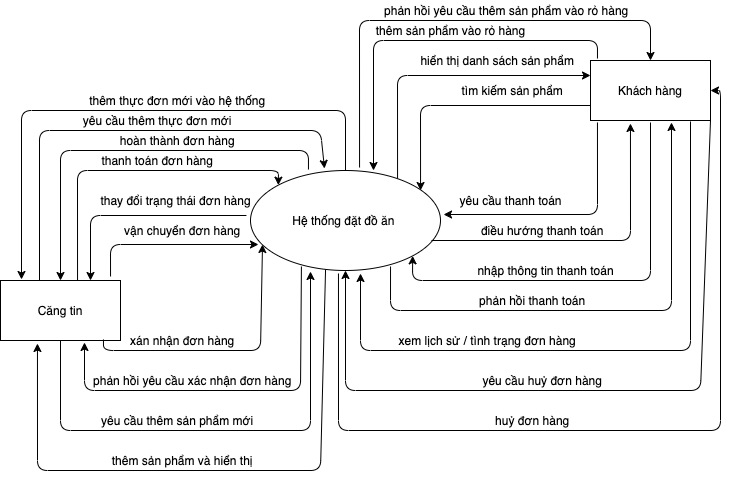 phản hồi yêu cầu thêm sản phẩm vào rỏ hàng
thêm sản phẩm vào rỏ hàng
hiển thị danh sách sản phẩm
tìm kiếm sản phẩm
Khách hàng
thêm thực đơn mới vào hệ thống
yêu cầu thêm thực đơn mới
hoàn thành đơn hàng
thanh toán đơn hàng
thay đổi trạng thái đơn hàng
vận chuyển đơn hàng
Hệ thống đặt đồ ăn
yêu cầu thanh toán
điều hướng thanh toán
nhập thông tin thanh toán
phản hồi thanh toán
Căng tin
xán nhận đơn hàng
xem lịch sử / tình trạng đơn hàng
phản hồi yêu cầu xác nhận đơn hàng
yêu cầu huỷ đơn hàng
yêu cầu thêm sản phẩm mới
huỷ đơn hàng
thêm sản phẩm và hiển thị